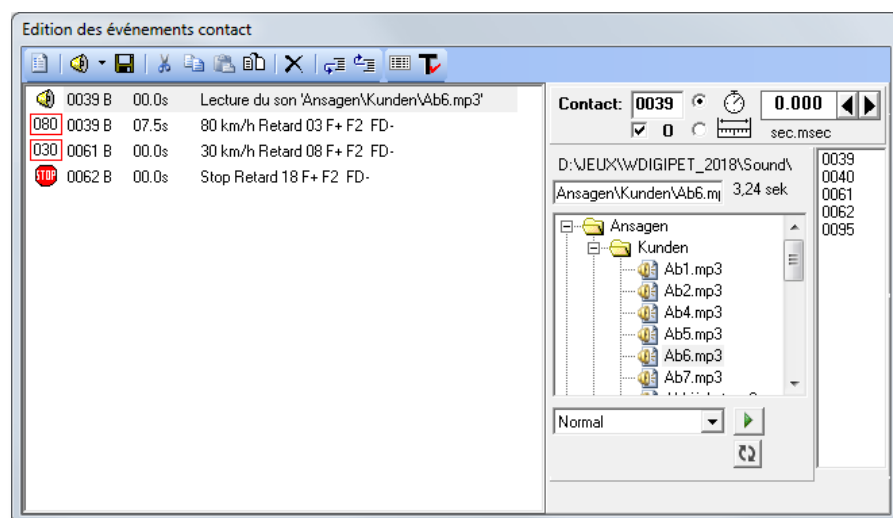 Edition des événements contact
0039 B 00.0s Lecture du son 'Ansagen\Kunden\Ab6.mp3'
080 0039 B 07.5s 80 km/h Retard 03 F+ F2 FD-
030 0061 B 00.0s 30 km/h Retard 08 F+ F2 FD-
STOP 0062 B 00.0s Stop Retard 18 F+ F2 FD-
Contact: 0039 0.000
0 sec.msec
D:\JEUX\WDIGIPET_2018\Sound\
Ansagen\Kunden\Ab6.m 3,24 sek
Ansagen
Kunden
Ab1.mp3
Ab2.mp3
Ab4.mp3
Ab5.mp3
Ab6.mp3
Ab7.mp3
Normal
0039
0040
0061
0062
0095